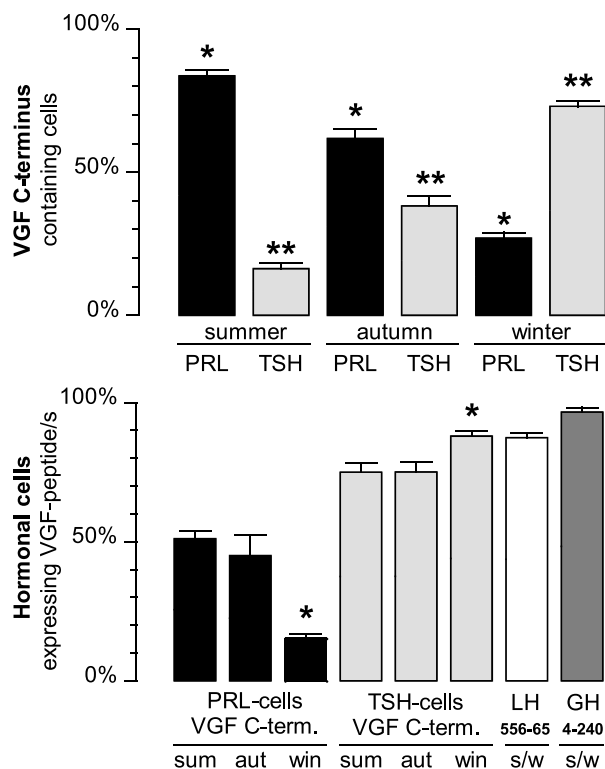 VGF C-terminus
containing cells
100%
50%
0%
* ** * ** * **
summer autumn winter
PRL TSH PRL TSH PRL TSH
Hormonal cells
expressing VGF-peptide/s
100%
50%
0%
* *
PRL-cells TSH-cells LH GH
VGF C-term. VGF C-term. 556-65 4-240
sum aut win sum aut win s/w s/w